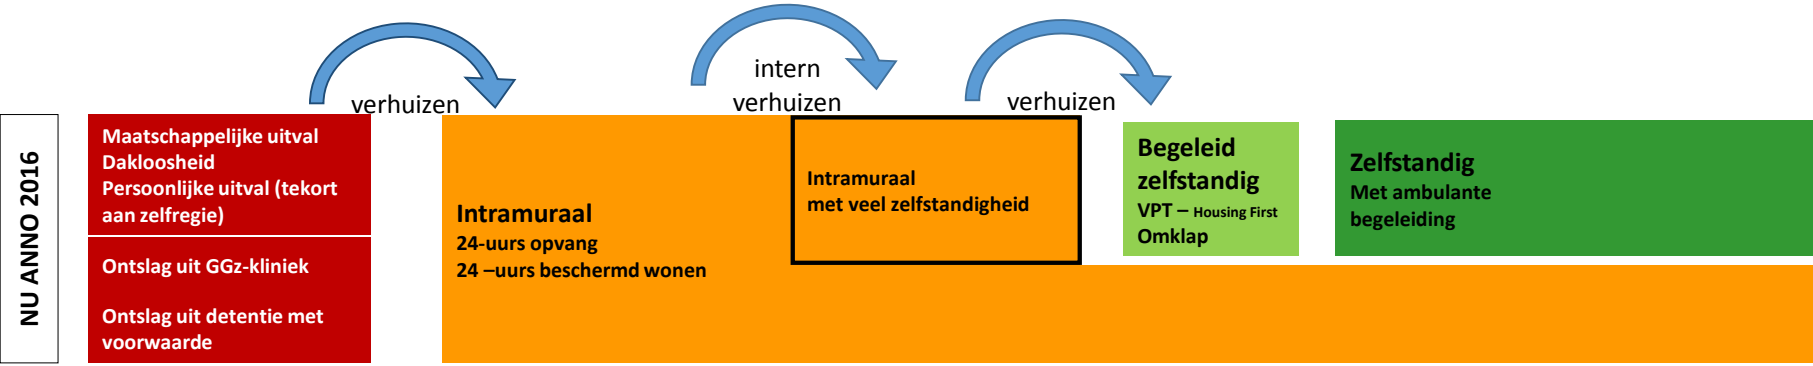 verhuizen
intern
verhuizen
verhuizen
NU ANNO 2016
Maatschappelijke uitval
Dakloosheid
Persoonlijke uitval (tekort
aan zelfregie)
Ontslag uit GGz-kliniek
Ontslag uit detentie met
voorwaarde
Intramuraal
24-uurs opvang
24 –uurs beschermd wonen
Intramuraal
met veel zelfstandigheid
Begeleid
zelfstandig
VPT – Housing First
Omklap
Zelfstandig
Met ambulante
begeleiding